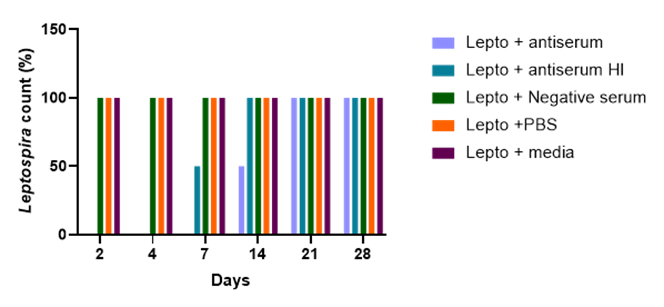 150
100
50
0
Leptospira count (%)
2 4 7 14 21 28
Days
Lepto + antiserum
Lepto + antiserum HI
Lepto + Negative serum
Lepto +PBS
Lepto + media